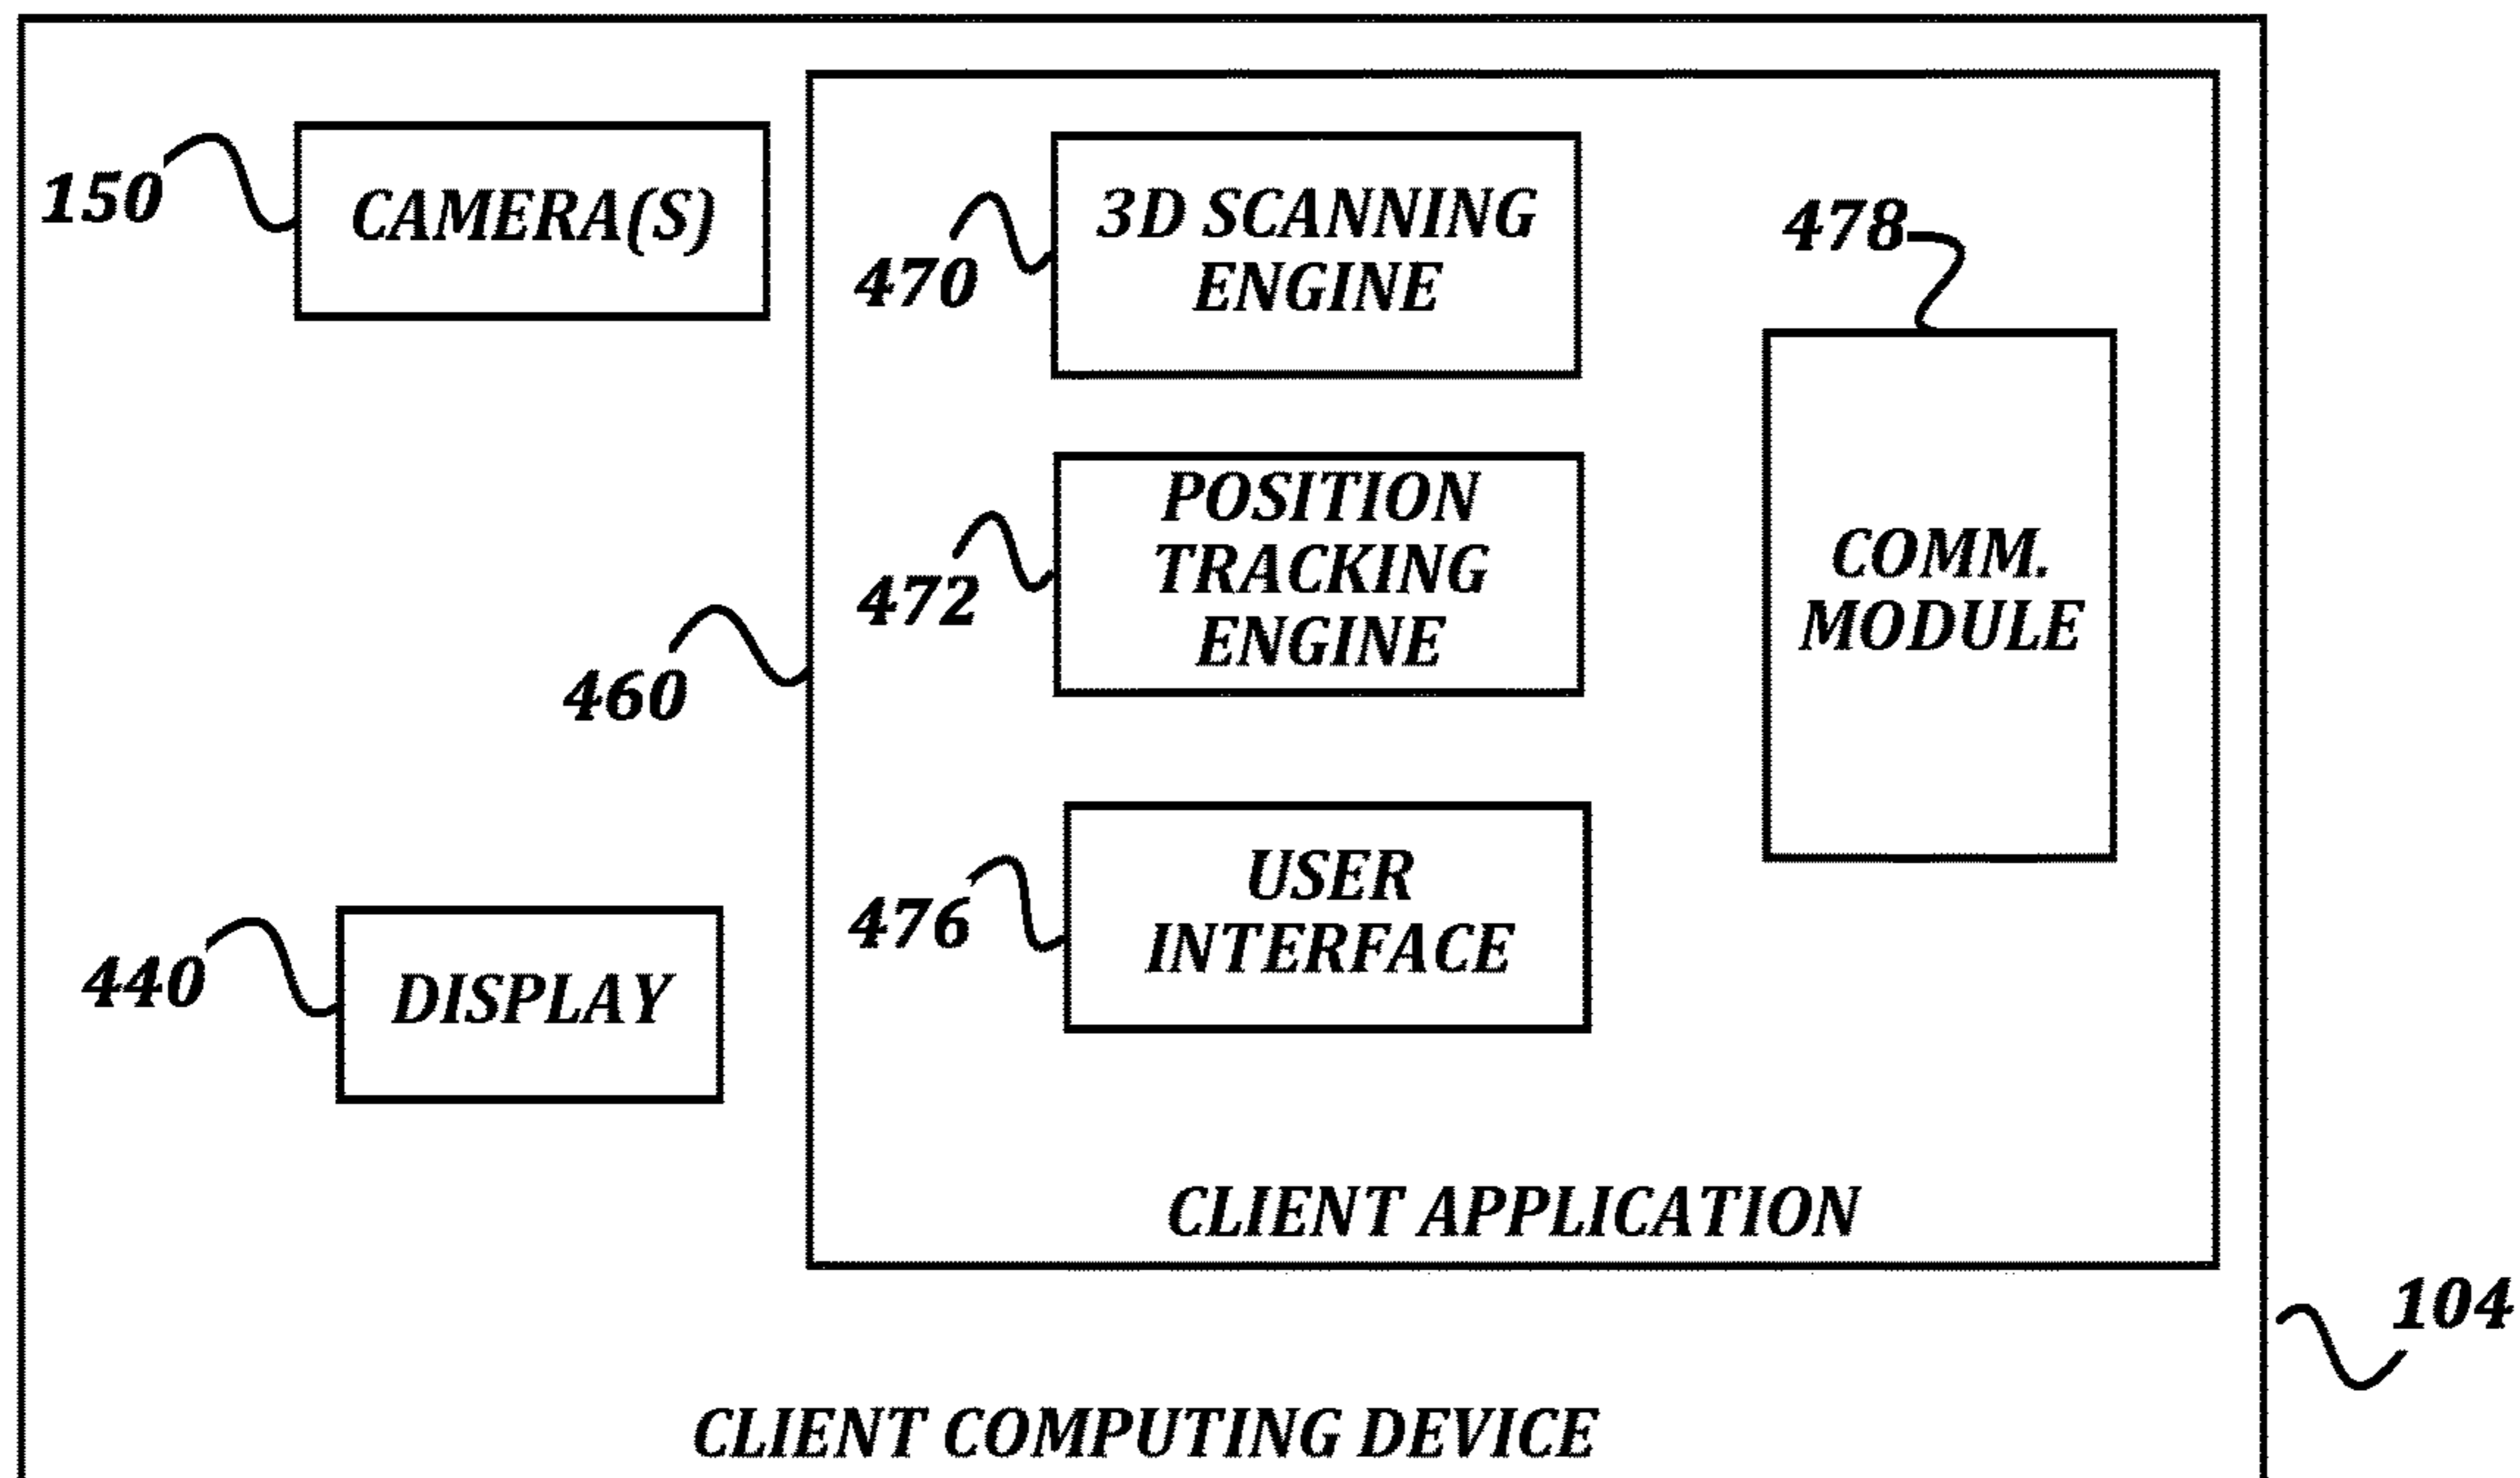 150
CAMERA(S)
470
3D SCANNING
ENGINE
478
472
POSITION
TRACKING
ENGINE
COMM.
MODULE
460
476
USER
INTERFACE
440
DISPLAY
CLIENT APPLICATION
104
CLIENT COMPUTING DEVICE